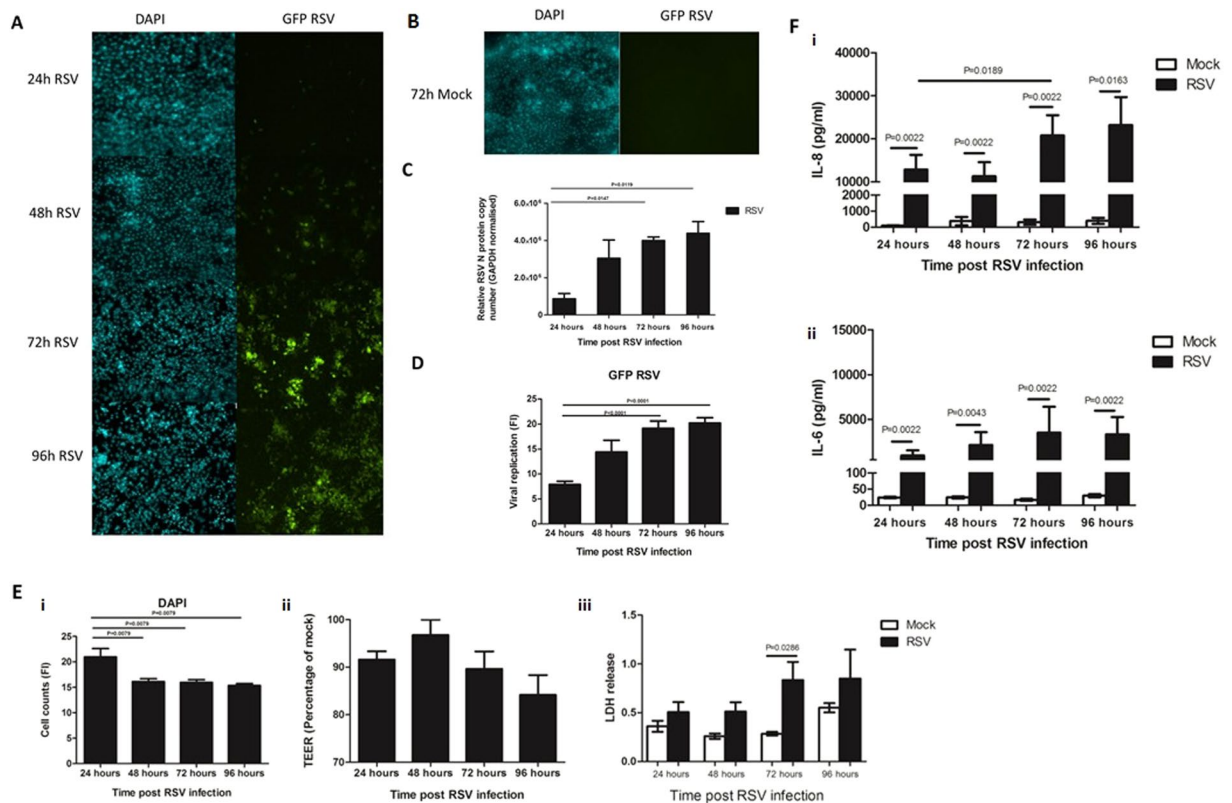 A
DAPI
GFP RSV
24h RSV
48h RSV
72h RSV
96h RSV
B
DAPI
GFP RSV
72h Mock
C
Relative RSV N protein copy
number (GAPDH normalised)
P=0.0119
P=0.0147
RSV
0
24 hours
48 hours
72 hours
96 hours
Time post RSV infection
D
GFP RSV
P=0.0001
P=0.0001
Viral replication (FI)
25
20
15
10
5
0
24 hours
48 hours
72 hours
96 hours
Time post RSV infection
E
i
DAPI
P=0.0079
P=0.0079
P=0.0079
Cell counts (FI)
25
20
15
10
5
0
24 hours
48 hours
72 hours
96 hours
Time post RSV infection
ii
TEER (Percentage of mock)
100
90
80
70
24 hours
48 hours
72 hours
96 hours
Time post RSV infection
iii
LDH release
1.5
1.0
0.5
0.0
P=0.0286
Mock
RSV
24 hours
48 hours
72 hours
96 hours
Time post RSV infection
F
i
IL-8 (pg/ml)
40000
30000
20000
10000
2000
1000
0
P=0.0189
P=0.0022
P=0.0022
P=0.0022
P=0.0163
Mock
RSV
24 hours
48 hours
72 hours
96 hours
Time post RSV infection
ii
IL-6 (pg/ml)
15000
10000
5000
100
50
0
P=0.0022
P=0.0043
P=0.0022
P=0.0022
Mock
RSV
24 hours
48 hours
72 hours
96 hours
Time post RSV infection